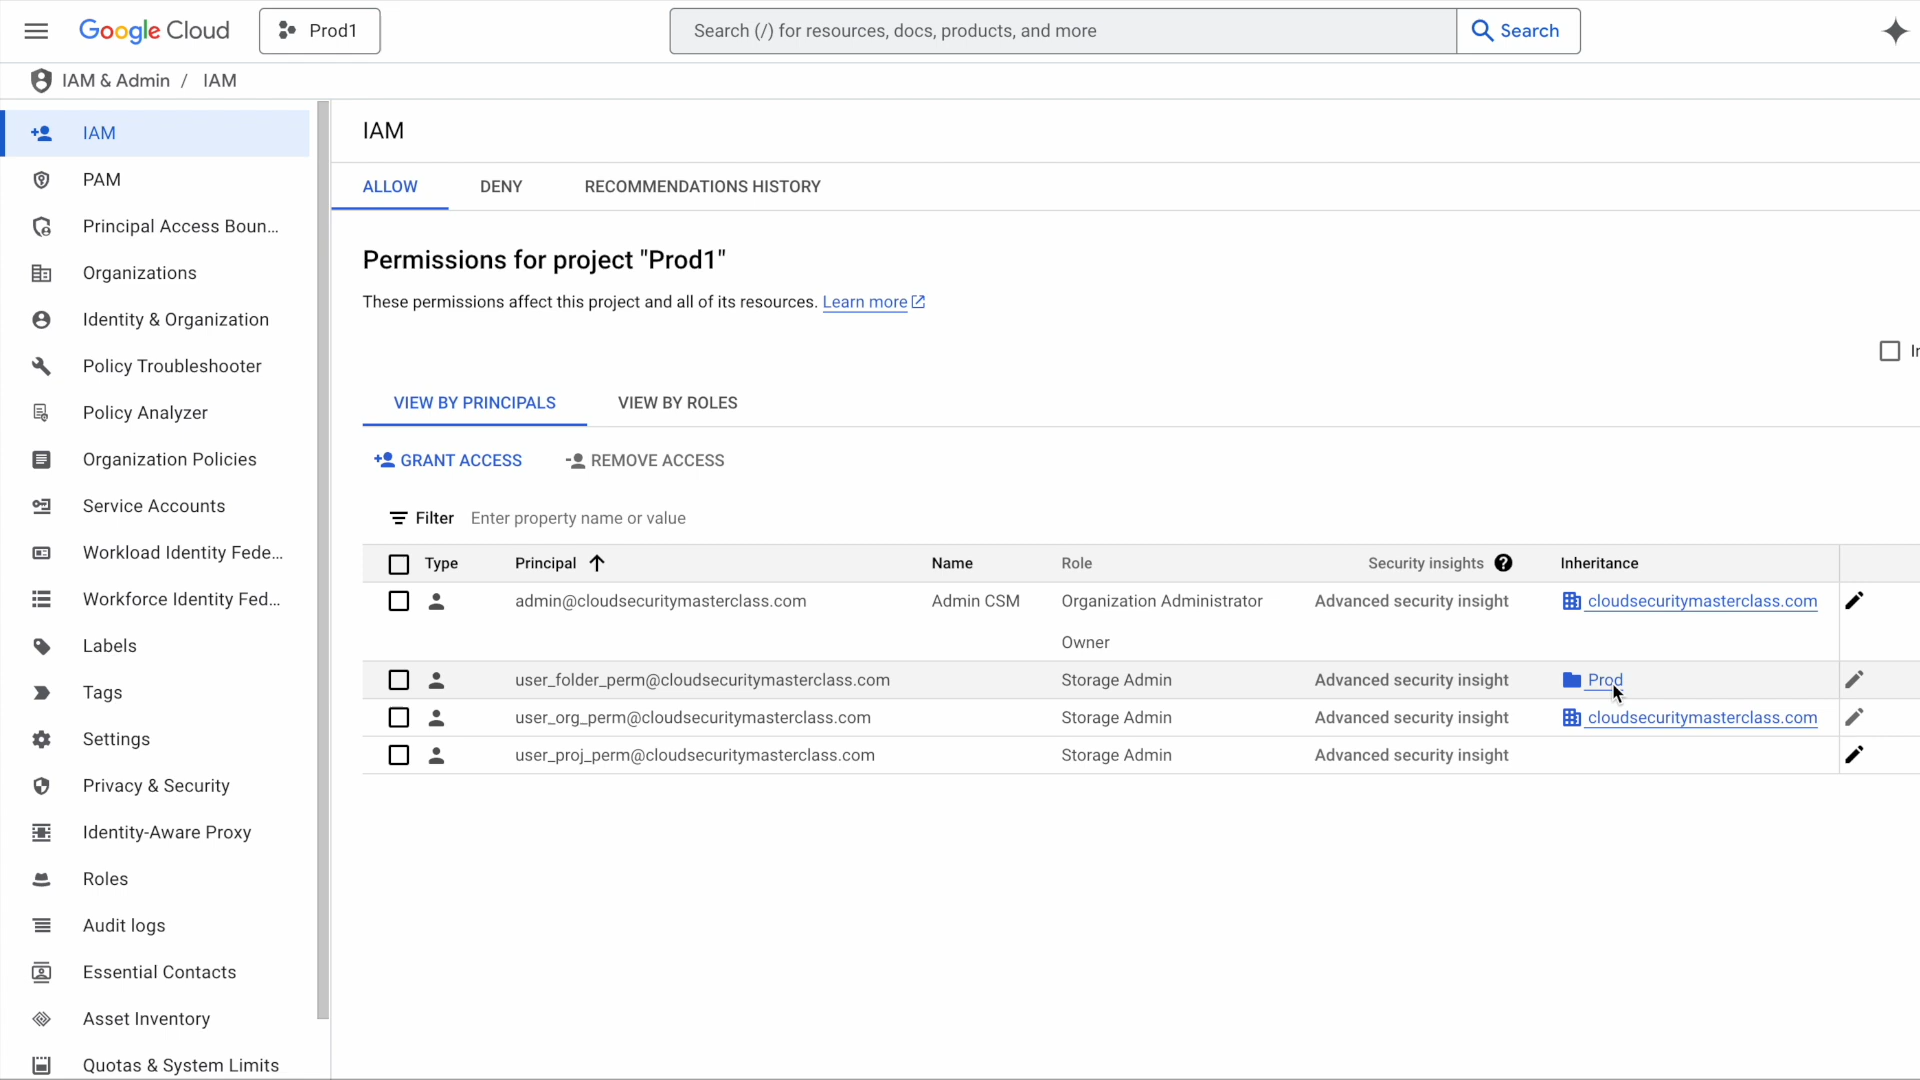 Google Cloud
Prod1
Search (/) for resources, docs, products, and more
Search
IAM & Admin / IAM
IAM
PAM
Principal Access Boun...
Organizations
Identity & Organization
Policy Troubleshooter
Policy Analyzer
Organization Policies
Service Accounts
Workload Identity Fede...
Workforce Identity Fed...
Labels
Tags
Settings
Privacy & Security
Identity-Aware Proxy
Roles
Audit logs
Essential Contacts
Asset Inventory
Quotas & System Limits
IAM
ALLOW DENY RECOMMENDATIONS HISTORY
Permissions for project "Prod1"
These permissions affect this project and all of its resources. Learn more
VIEW BY PRINCIPALS VIEW BY ROLES
GRANT ACCESS REMOVE ACCESS
Filter Enter property name or value
Type Principal Name Role Security insights Inheritance
admin@cloudsecuritymasterclass.com Admin CSM Organization Administrator Advanced security insight cloudsecuritymasterclass.com
Owner
user_folder_perm@cloudsecuritymasterclass.com Storage Admin Advanced security insight Prod
user_org_perm@cloudsecuritymasterclass.com Storage Admin Advanced security insight cloudsecuritymasterclass.com
user_proj_perm@cloudsecuritymasterclass.com Storage Admin Advanced security insight